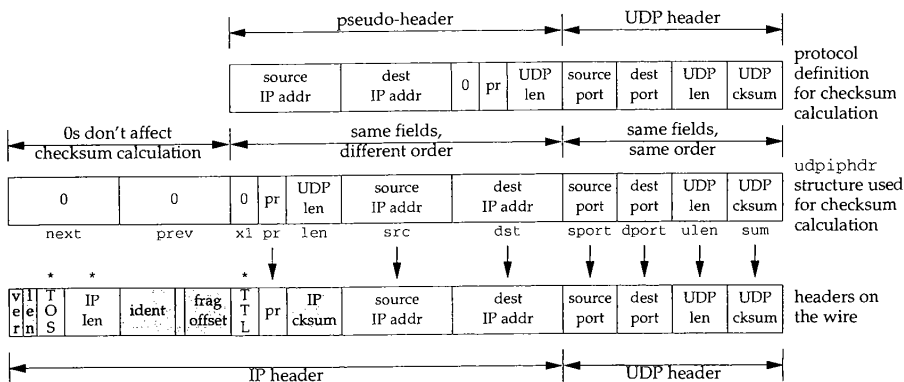 pseudo-header
UDP header
source
IP addr
dest
IP addr
0
pr
UDP
len
source
port
dest
port
UDP
len
UDP
cksum
protocol
definition
for checksum
calculation
0s don't affect
checksum calculation
same fields,
different order
same fields,
same order
0
0
0
pr
UDP
len
source
IP addr
dest
IP addr
source
port
dest
port
UDP
len
UDP
cksum
udpiphdr
structure used
for checksum
calculation
next
prev
x1
pr
len
src
dst
sport
dport
ulen
sum
*
*
*
ver
len
TOS
IP
len
ident
frag
offset
TTL
pr
IP
cksum
source
IP addr
dest
IP addr
source
port
dest
port
UDP
len
UDP
cksum
headers on
the wire
IP header
UDP header